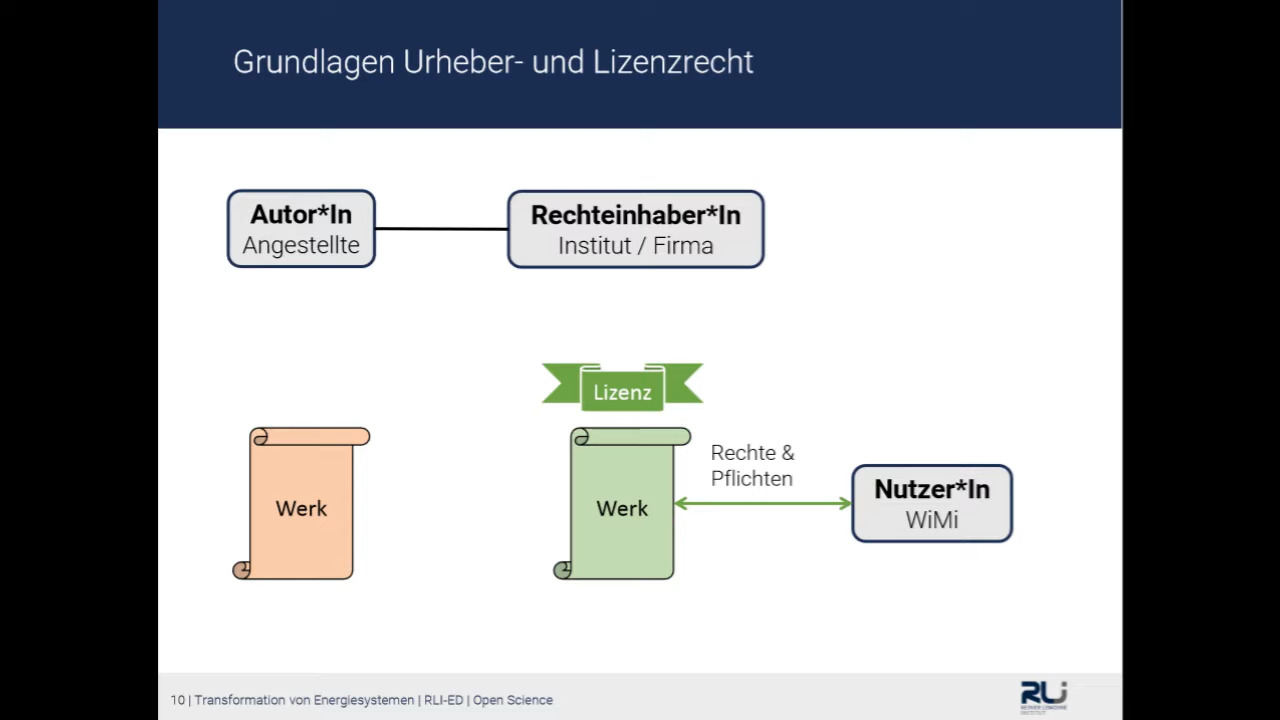 Grundlagen Urheber- und Lizenzrecht
Autor*In
Angestellte
Rechteinhaber*In
Institut / Firma
Lizenz
Werk
Werk
Rechte &
Pflichten
Nutzer*In
WiMi
10 | Transformation von Energiesystemen | RLI-ED | Open Science
RLI